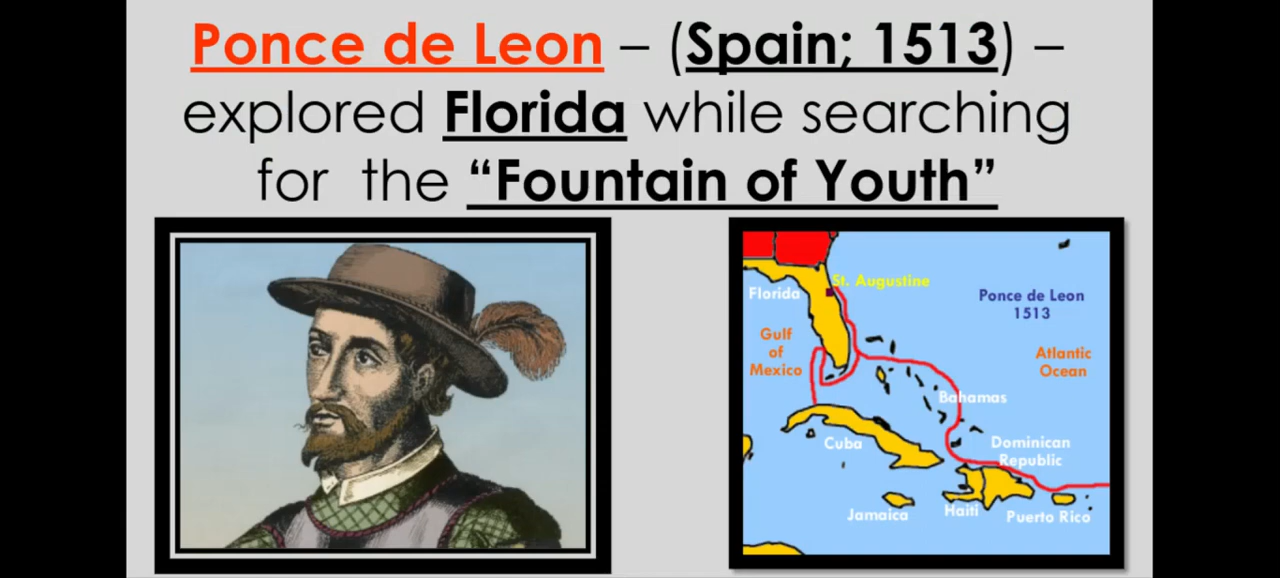 Ponce de Leon – (Spain; 1513) –
explored Florida while searching
for the “Fountain of Youth”
St. Augustine
Florida
Ponce de Leon
1513
Gulf
of
Mexico
Atlantic
Ocean
Bahamas
Cuba
Dominican
Republic
Jamaica
Haiti
Puerto Rico